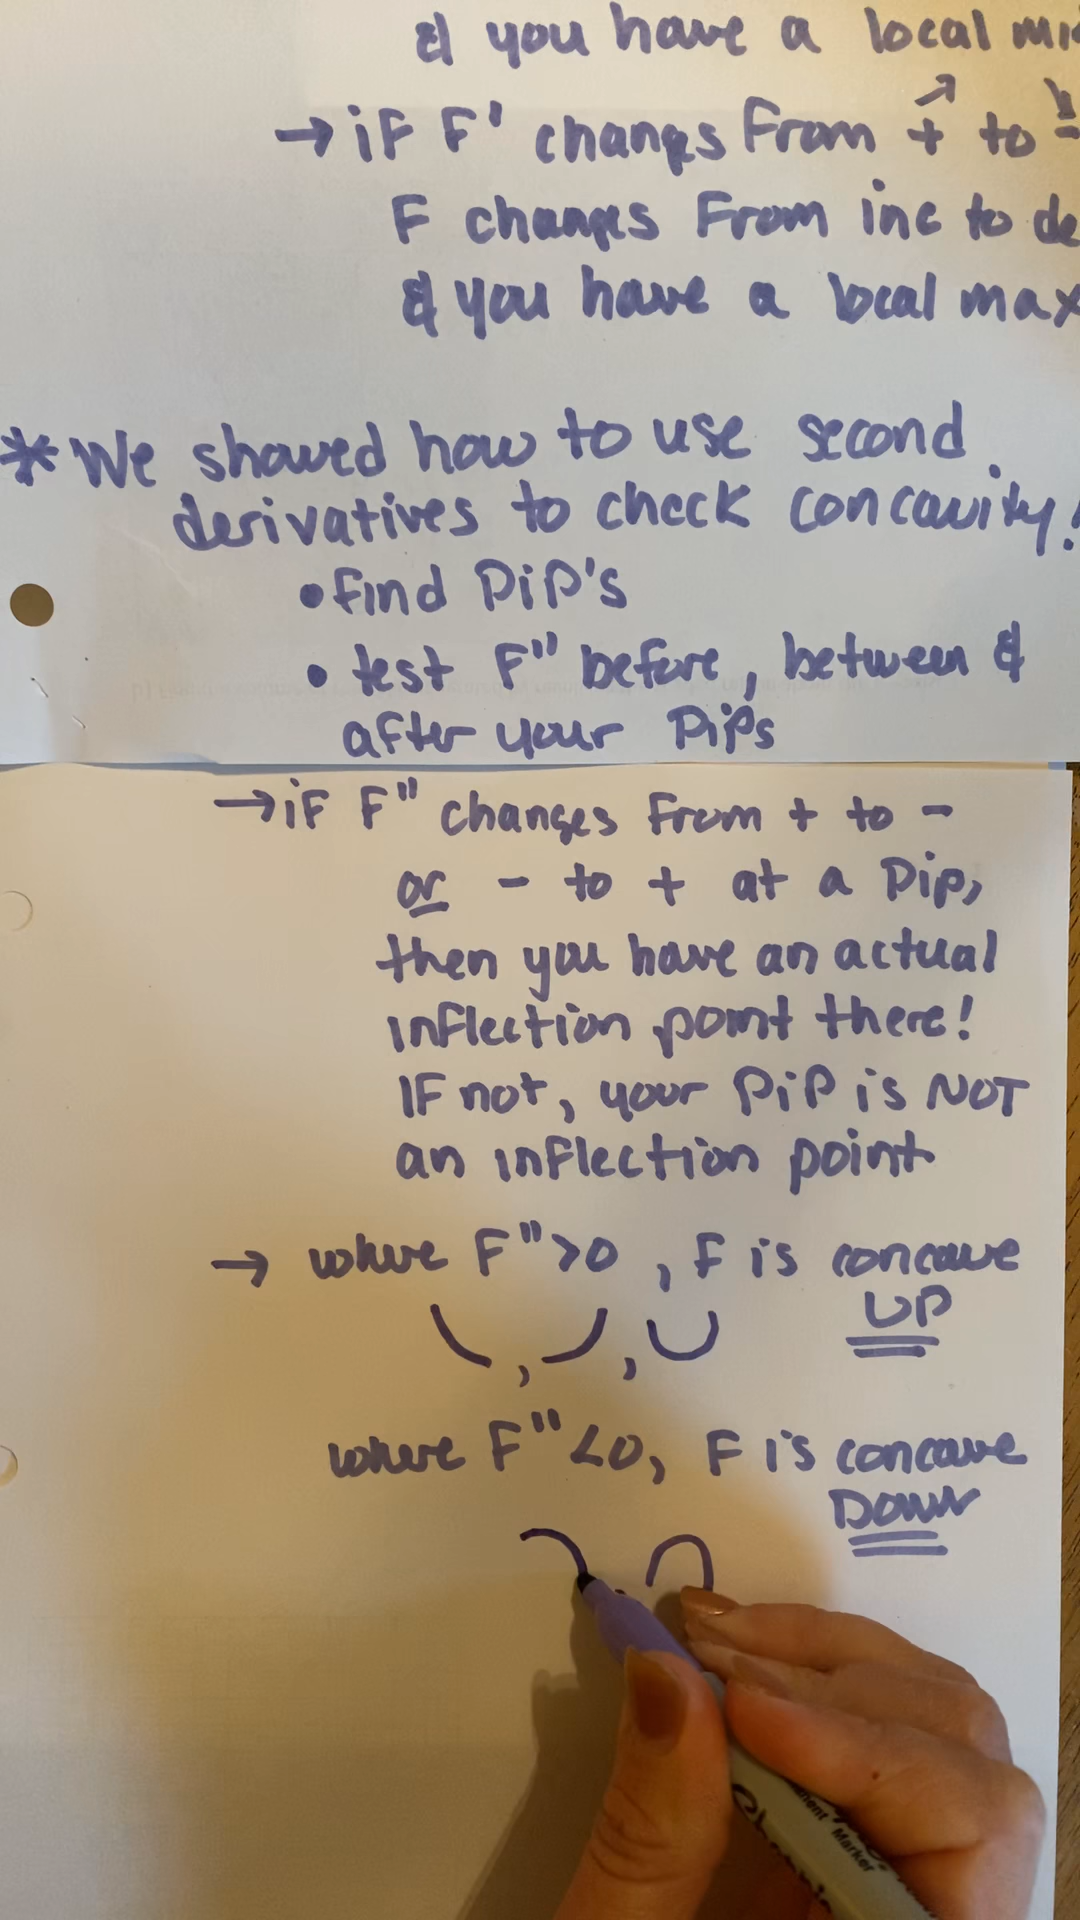 & you have a local
→ if F' changes from + to -
F changes from inc to de
& you have a local max
* We showed how to use second
derivatives to check concavity!
• find PiP's
• test F" before, between &
after your PiPs
→ if F" changes from + to -
or - to + at a Pip,
then you have an actual
inflection point there!
IF not, your PiP is NOT
an inflection point
→ where F" >0 , F is concave
UP
where F" <0, F is concave
DOWN
Marker